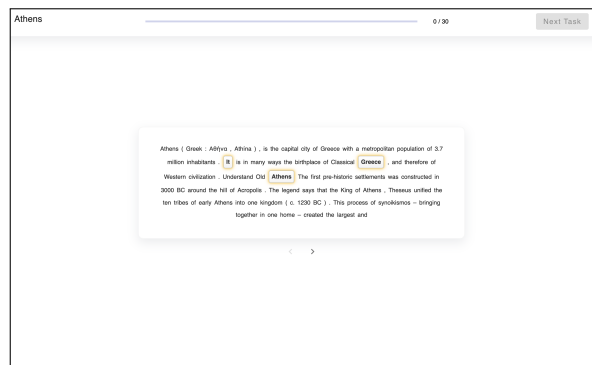 Athens
0 / 30
Next Task
Athens ( Greek : Αθήνα , Athína ) , is the capital city of Greece with a metropolitan population of 3.7
million inhabitants . It is in many ways the birthplace of Classical Greece , and therefore of
Western civilization . Understand Old Athens The first pre-historic settlements was constructed in
3000 BC around the hill of Acropolis . The legend says that the King of Athens , Theseus unified the
ten tribes of early Athens into one kingdom ( c. 1230 BC ) . This process of synoikismos – bringing
together in one home – created the largest and